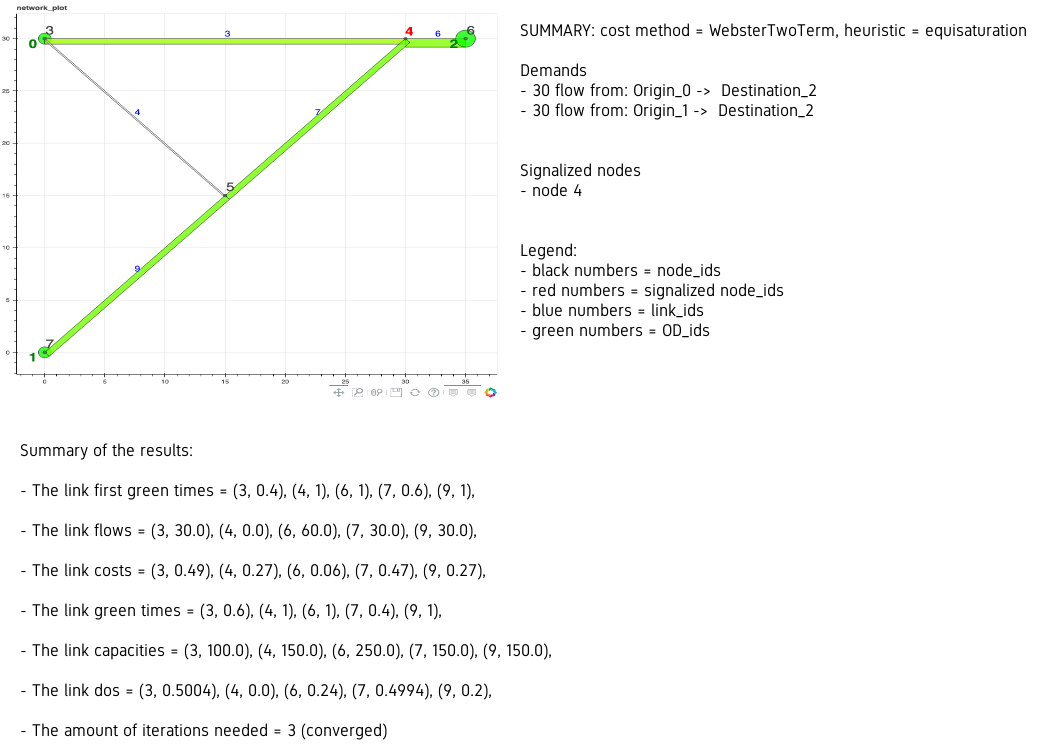 network_plot
3
3
4
6
6
0
2
30
4
7
25
20
5
15
10
9
5
7
1
0
0
5
10
15
20
25
30
35
SUMMARY: cost method = WebsterTwoTerm, heuristic = equisaturation
Demands
- 30 flow from: Origin_0 -> Destination_2
- 30 flow from: Origin_1 -> Destination_2
Signalized nodes
- node 4
Legend:
- black numbers = node_ids
- red numbers = signalized node_ids
- blue numbers = link_ids
- green numbers = OD_ids
Summary of the results:
- The link first green times = (3, 0.4), (4, 1), (6, 1), (7, 0.6), (9, 1),
- The link flows = (3, 30.0), (4, 0.0), (6, 60.0), (7, 30.0), (9, 30.0),
- The link costs = (3, 0.49), (4, 0.27), (6, 0.06), (7, 0.47), (9, 0.27),
- The link green times = (3, 0.6), (4, 1), (6, 1), (7, 0.4), (9, 1),
- The link capacities = (3, 100.0), (4, 150.0), (6, 250.0), (7, 150.0), (9, 150.0),
- The link dos = (3, 0.5004), (4, 0.0), (6, 0.24), (7, 0.4994), (9, 0.2),
- The amount of iterations needed = 3 (converged)